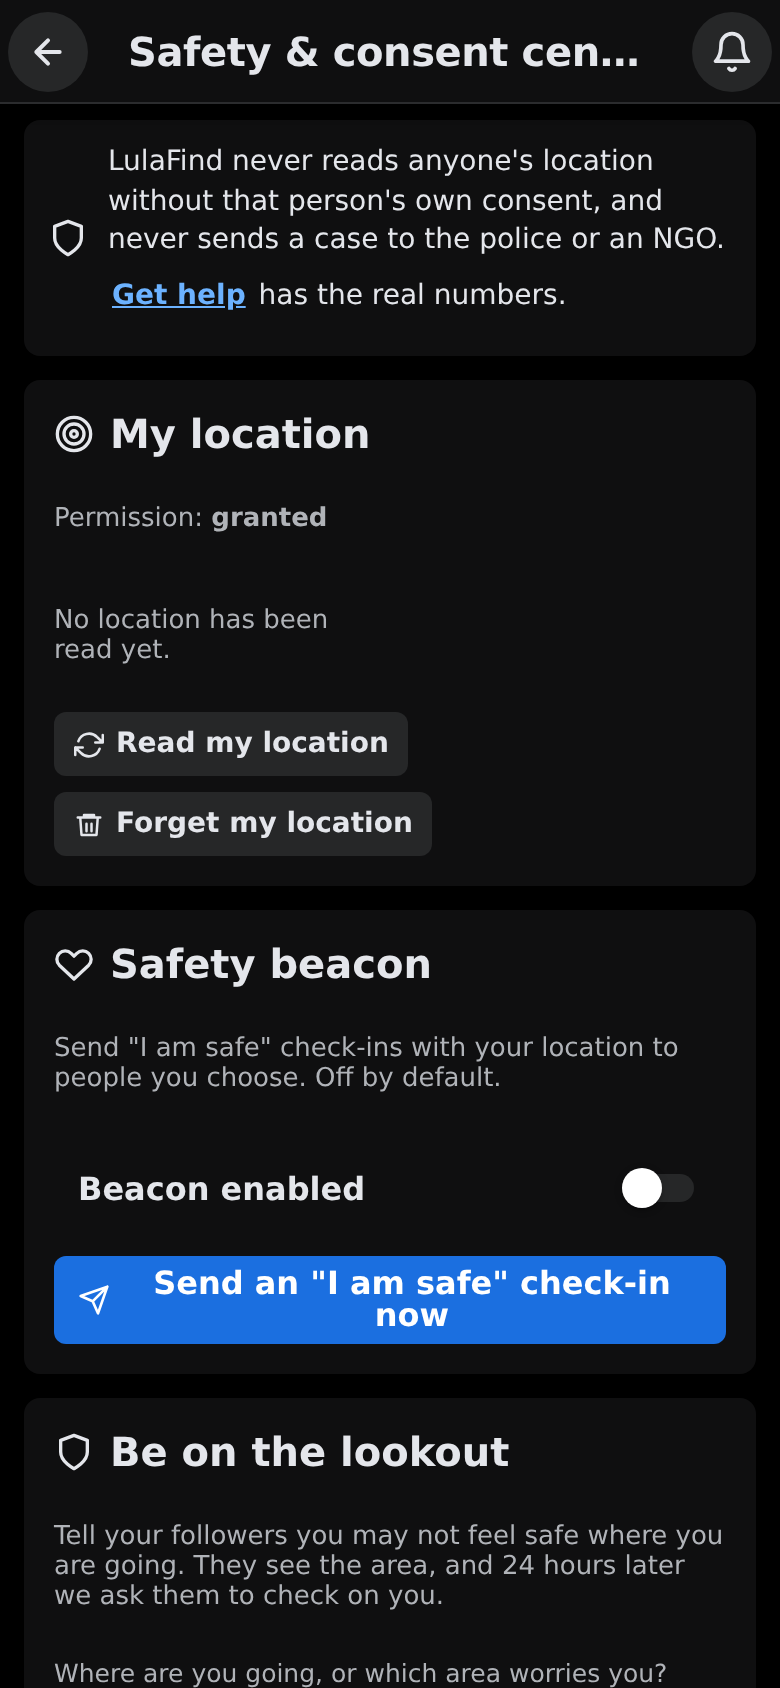 Safety & consent cen...
LulaFind never reads anyone's location
without that person's own consent, and
never sends a case to the police or an NGO.
Get help has the real numbers.
My location
Permission: granted
No location has been
read yet.
Read my location
Forget my location
Safety beacon
Send "I am safe" check-ins with your location to
people you choose. Off by default.
Beacon enabled
Send an "I am safe" check-in
now
Be on the lookout
Tell your followers you may not feel safe where you
are going. They see the area, and 24 hours later
we ask them to check on you.
Where are you going, or which area worries you?